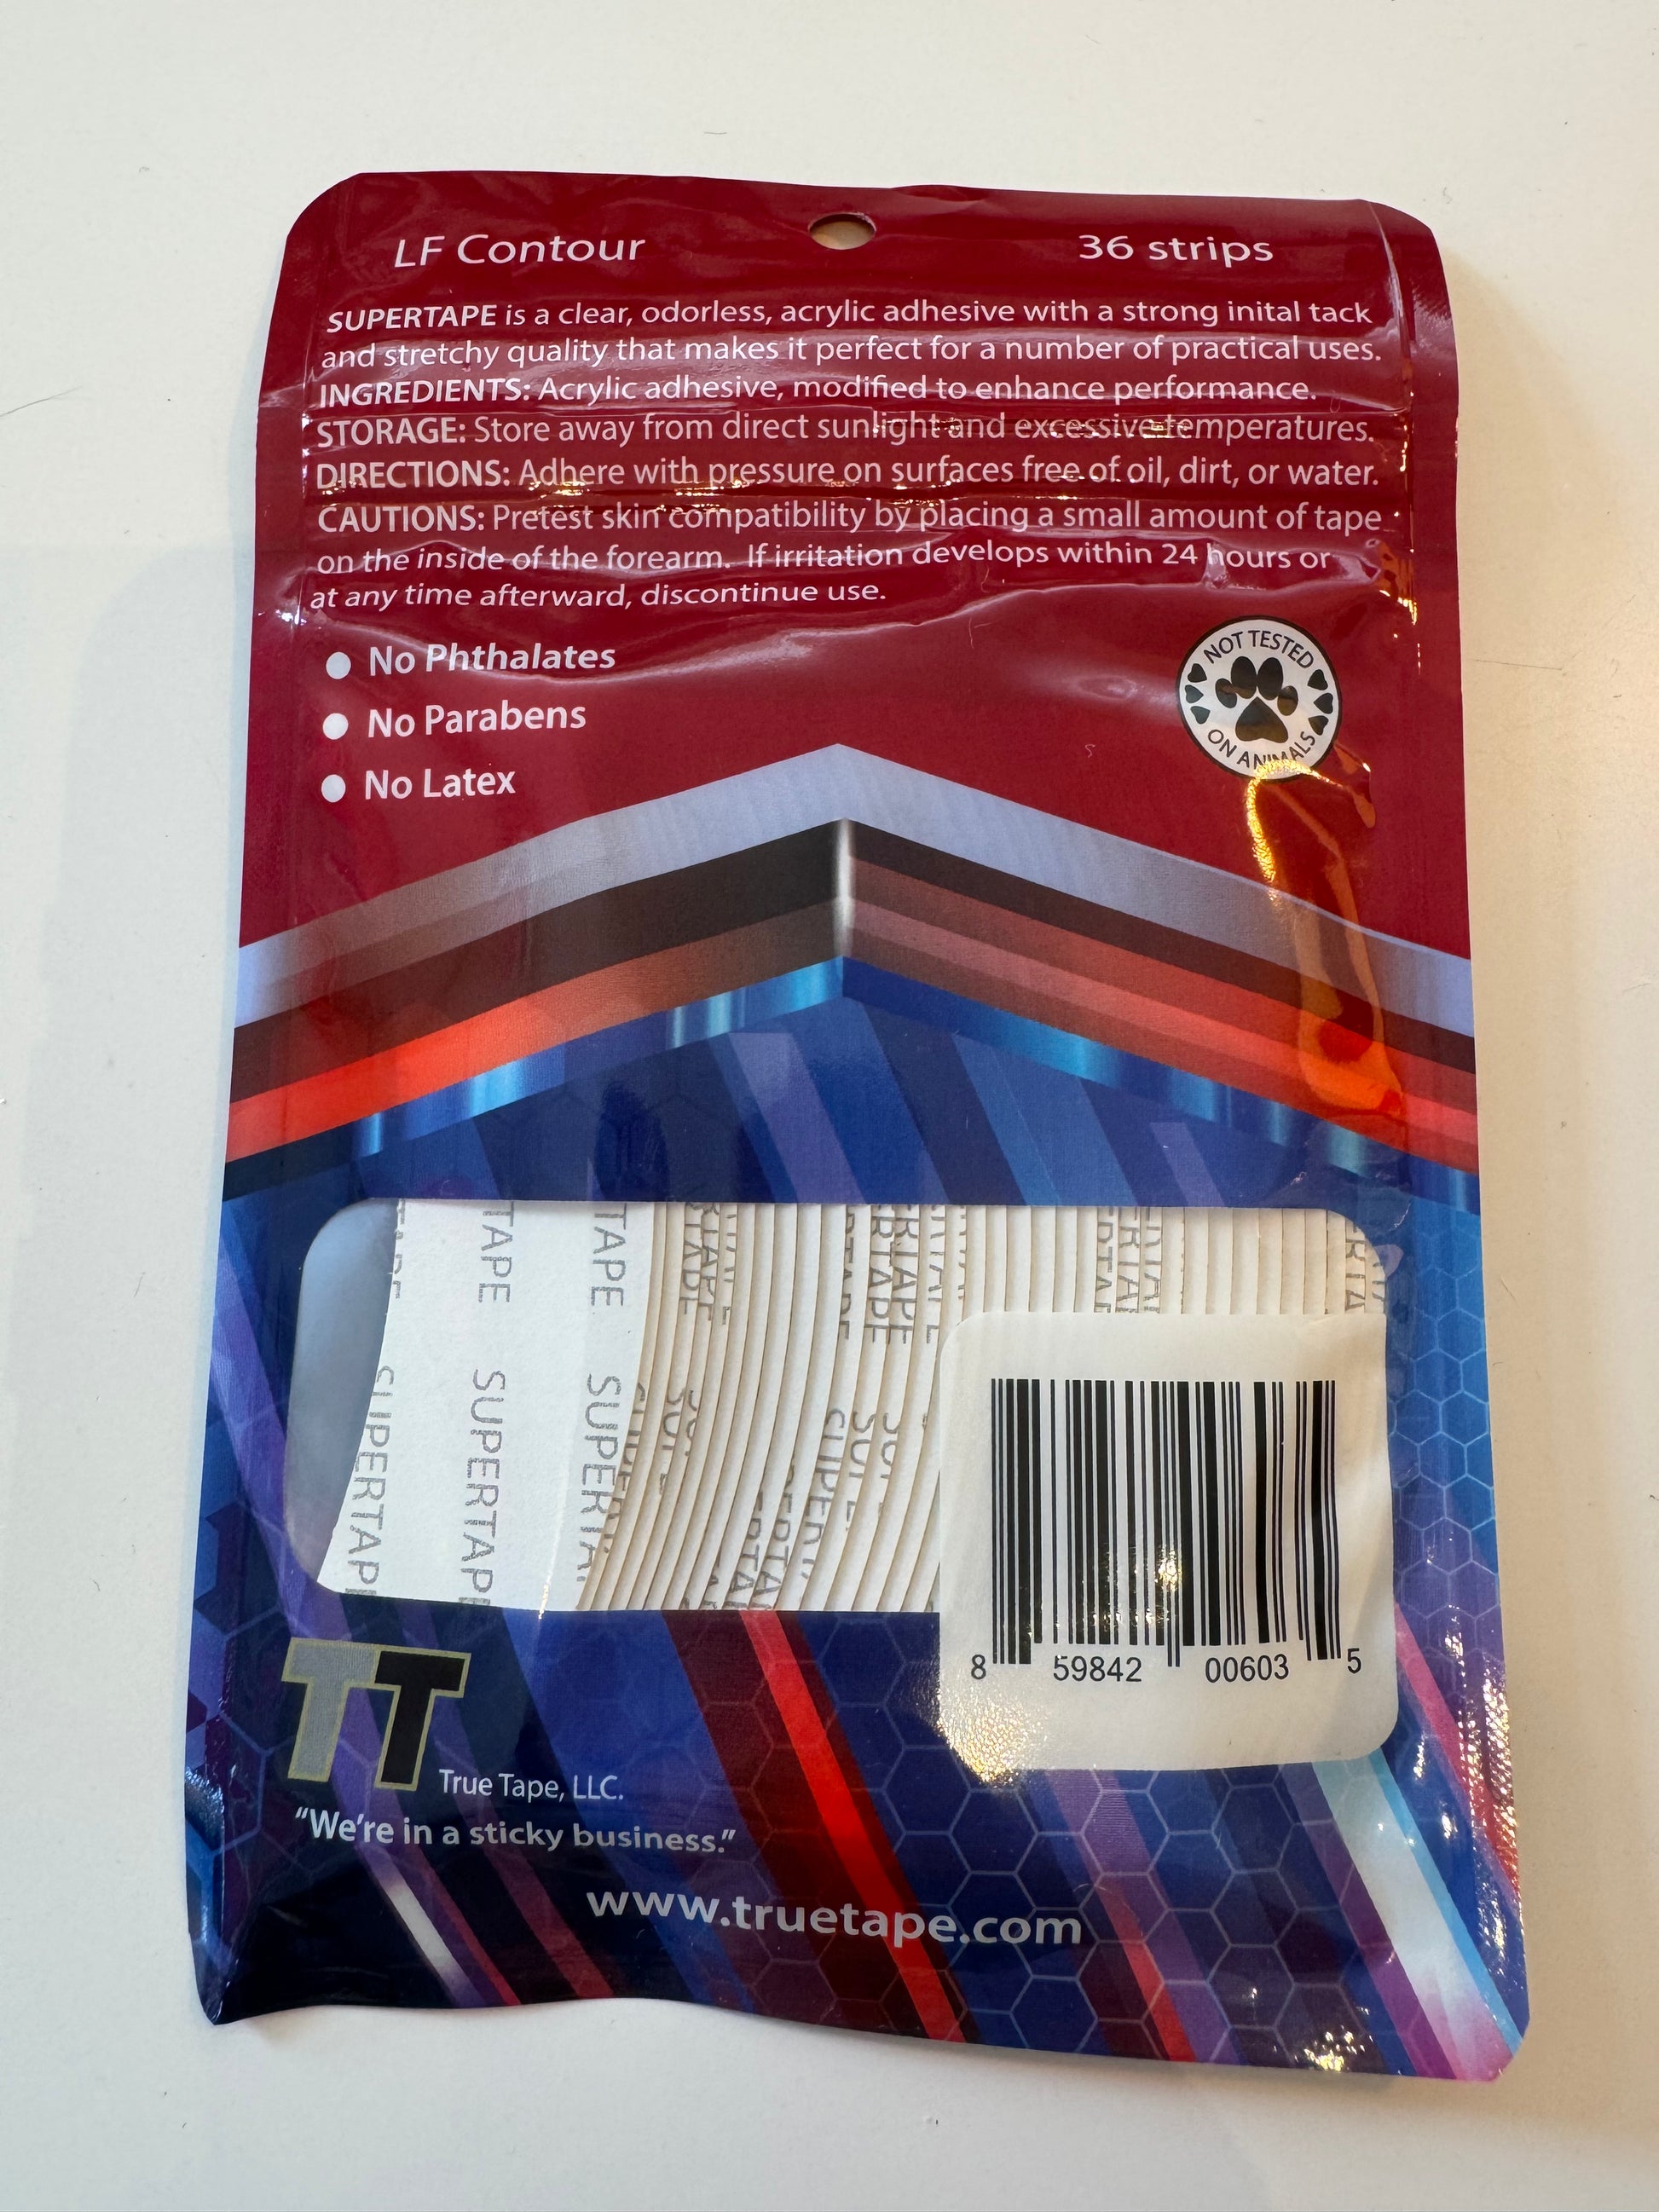 LF Contour
36 strips
SUPERTAPE is a clear, odorless, acrylic adhesive with a strong inital tack
and stretchy quality that makes it perfect for a number of practical uses.
INGREDIENTS: Acrylic adhesive, modified to enhance performance.
STORAGE: Store away from direct sunlight and excessive temperatures.
DIRECTIONS: Adhere with pressure on surfaces free of oil, dirt, or water.
CAUTIONS: Pretest skin compatibility by placing a small amount of tape
on the inside of the forearm. If irritation develops within 24 hours or
at any time afterward, discontinue use.
● No Phthalates
● No Parabens
● No Latex
NOT TESTED
ON ANIMALS
TAPE
TAPE
SUPERTAPE
SUPERTAPE
8 59842 00603 5
TT
True Tape, LLC.
"We're in a sticky business."
www.truetape.com